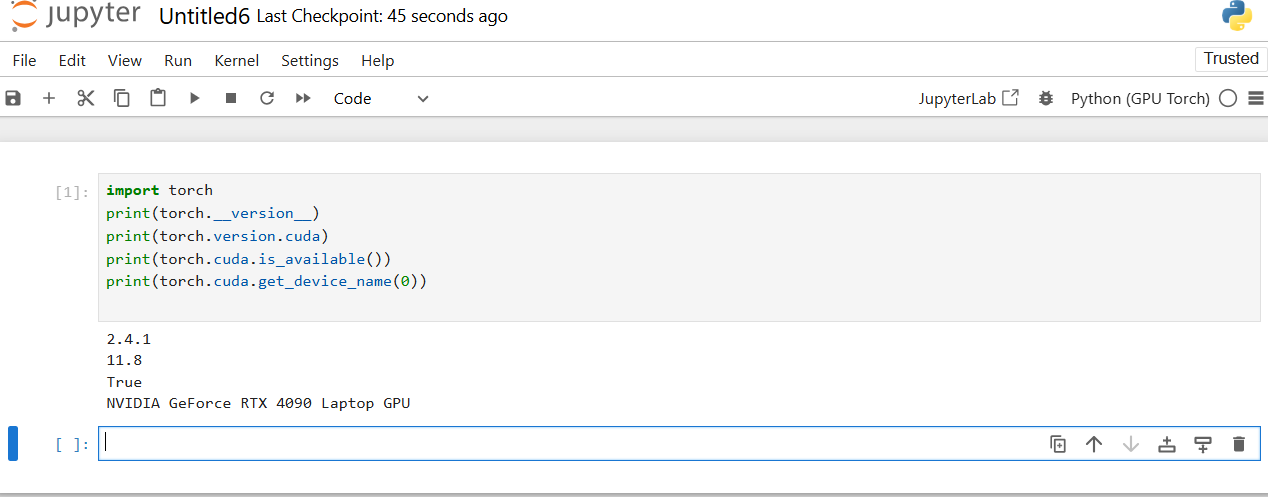 jupyter Untitled6 Last Checkpoint: 45 seconds ago
File Edit View Run Kernel Settings Help Trusted
Code JupyterLab Python (GPU Torch)
[1]: import torch
print(torch.__version__)
print(torch.version.cuda)
print(torch.cuda.is_available())
print(torch.cuda.get_device_name(0))
2.4.1
11.8
True
NVIDIA GeForce RTX 4090 Laptop GPU
[ ]: